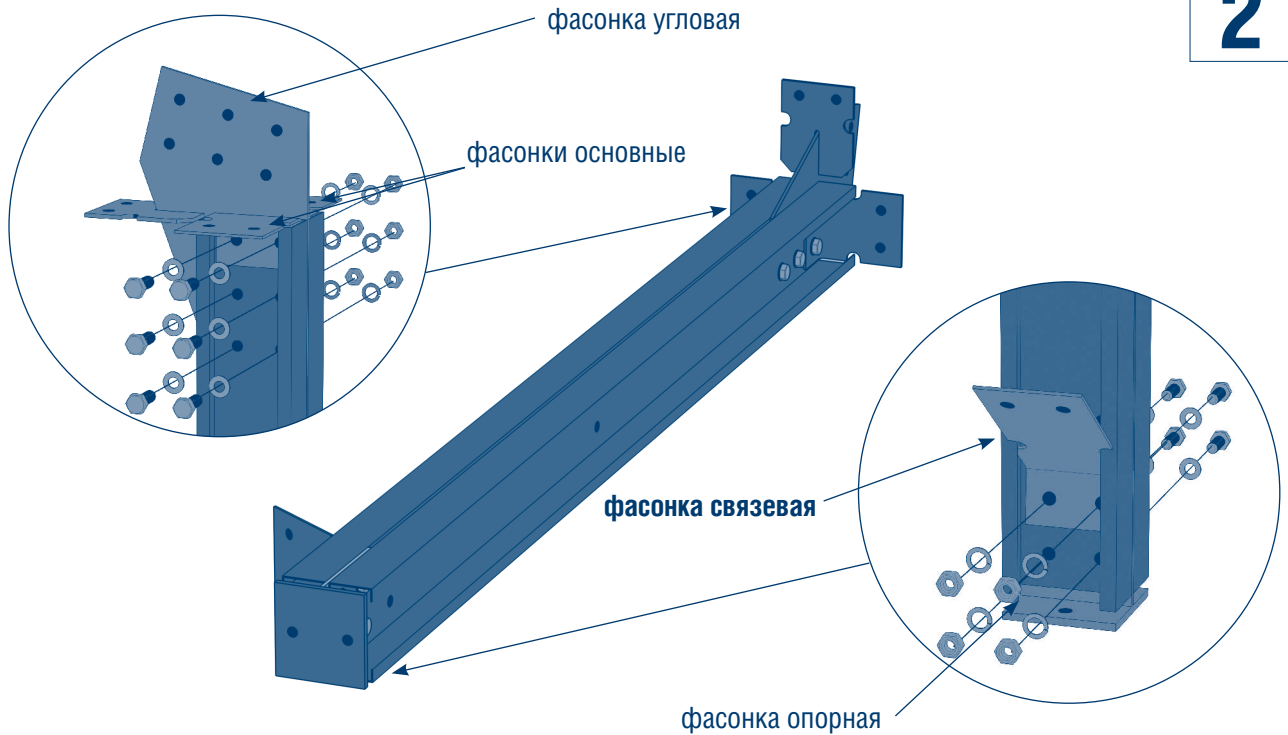 2
фасонка угловая
фасонки основные
фасонка связевая
фасонка опорная